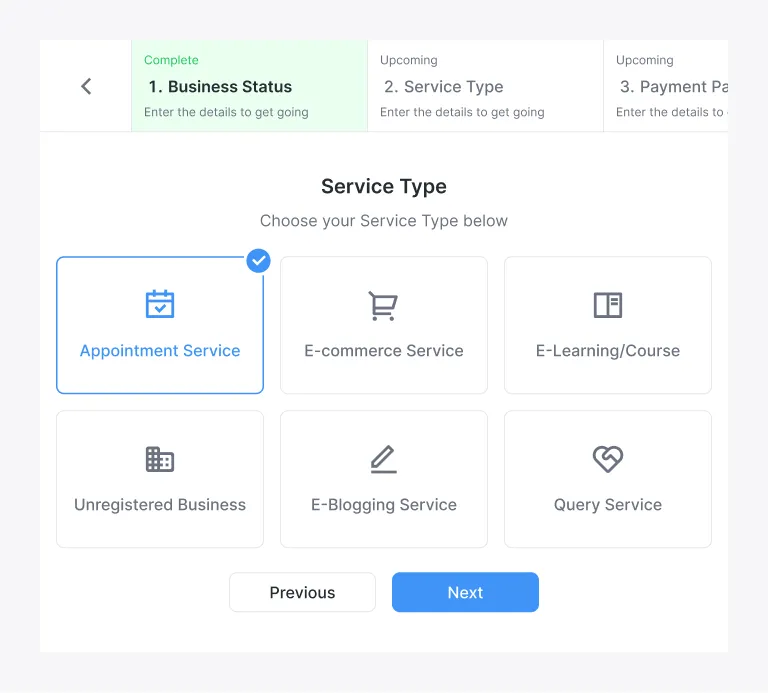 Complete
1. Business Status
Enter the details to get going
Upcoming
2. Service Type
Enter the details to get going
Upcoming
3. Payment Pa
Enter the details to
Service Type
Choose your Service Type below
Appointment Service
E-commerce Service
E-Learning/Course
Unregistered Business
E-Blogging Service
Query Service
Previous
Next